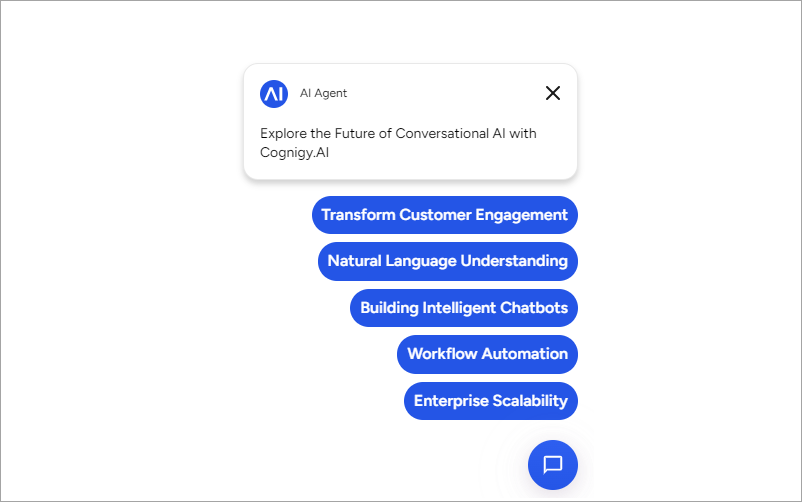 AI AI Agent
Explore the Future of Conversational AI with
Cognigy.AI
Transform Customer Engagement
Natural Language Understanding
Building Intelligent Chatbots
Workflow Automation
Enterprise Scalability